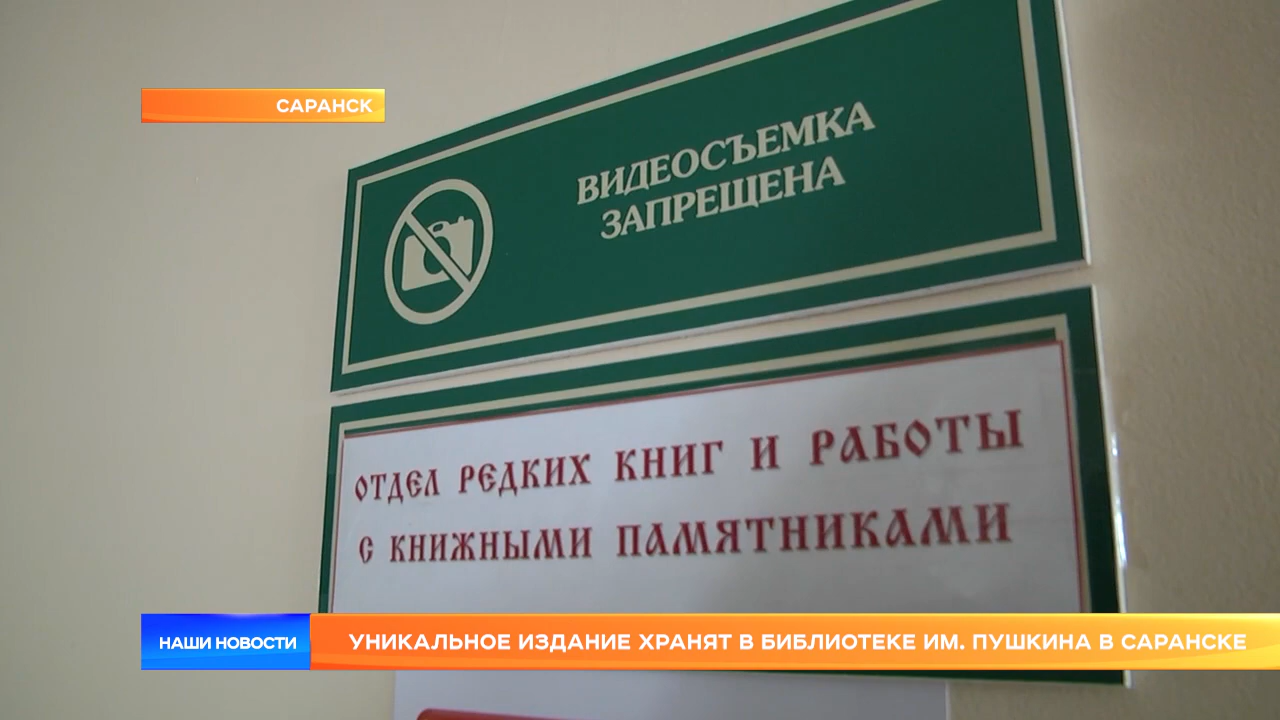 САРАНСК
ВИДЕОСЪЕМКА
ЗАПРЕЩЕНА
ОТДЕЛ РЕДКИХ КНИГ И РАБОТЫ
С КНИЖНЫМИ ПАМЯТНИКАМИ
НАШИ НОВОСТИ
УНИКАЛЬНОЕ ИЗДАНИЕ ХРАНЯТ В БИБЛИОТЕКЕ ИМ. ПУШКИНА В САРАНСКЕ